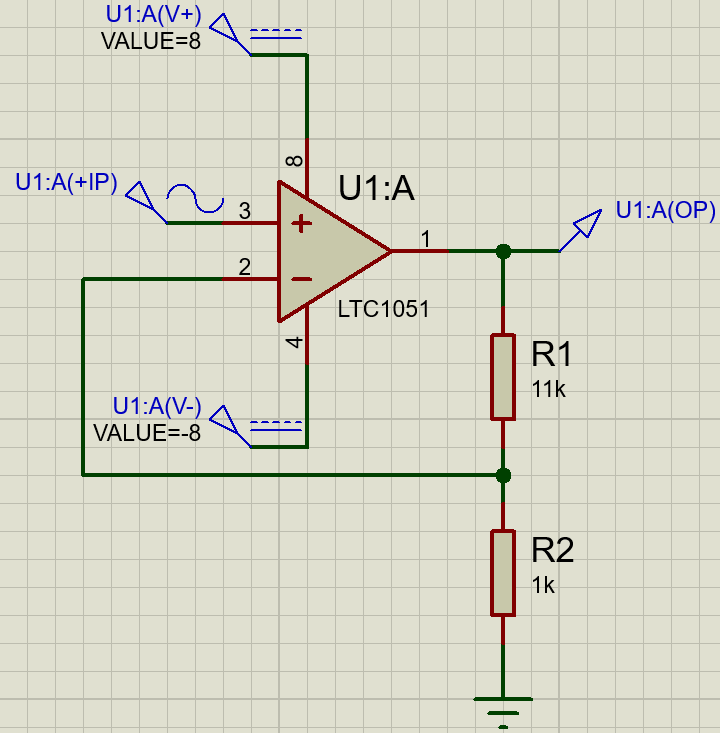 U1:A(V+)
VALUE=8
8
U1:A(+IP)
3
+
U1:A
1
U1:A(OP)
2
−
LTC1051
4
R1
11k
U1:A(V-)
VALUE=-8
R2
1k